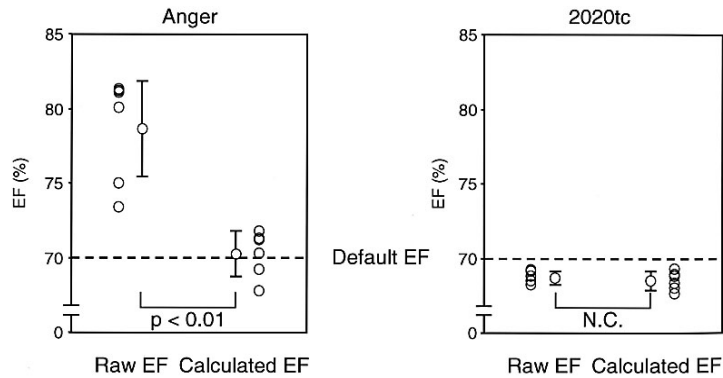 Anger
85
80
75
70
0
EF (%)
p < 0.01
Raw EF Calculated EF
Default EF
2020tc
85
80
75
70
0
EF (%)
N.C.
Raw EF Calculated EF